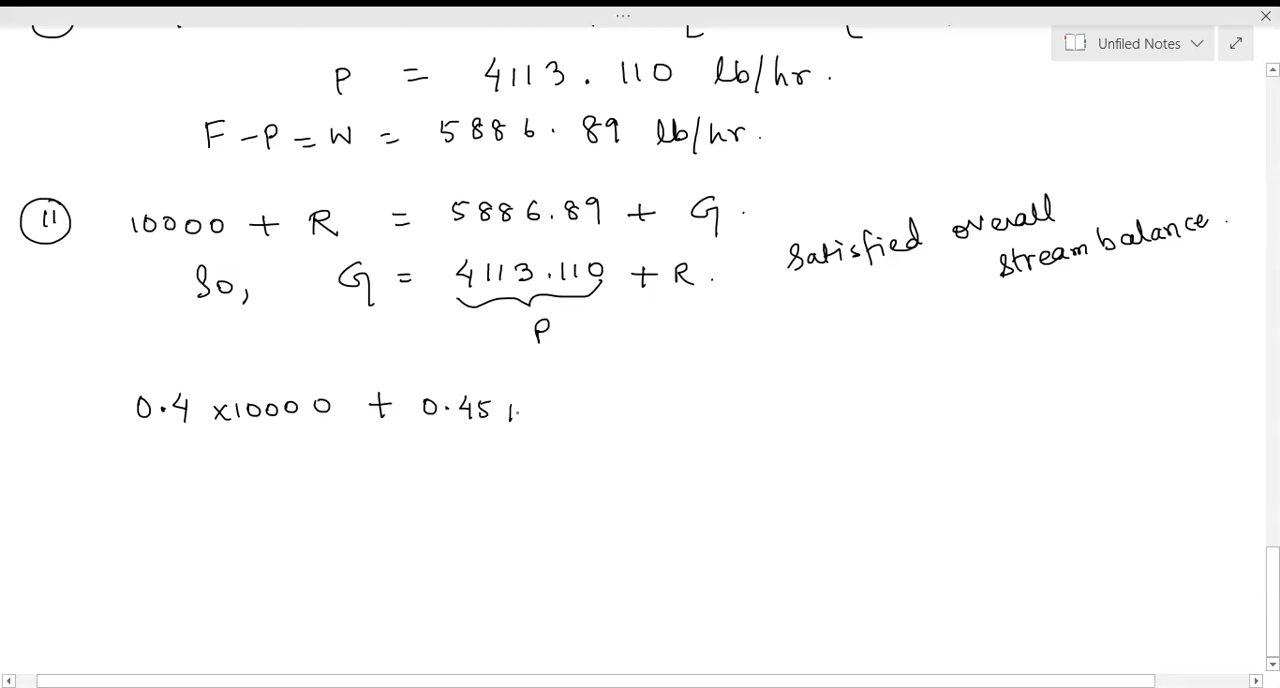 Unfiled Notes
P = 4113.110 lb/hr.
F - P = W = 5886.89 lb/hr.
11 10000 + R = 5886.89 + G.
So, G = 4113.110 + R.
P
Satisfied overall
stream balance.
0.4 x10000 + 0.45